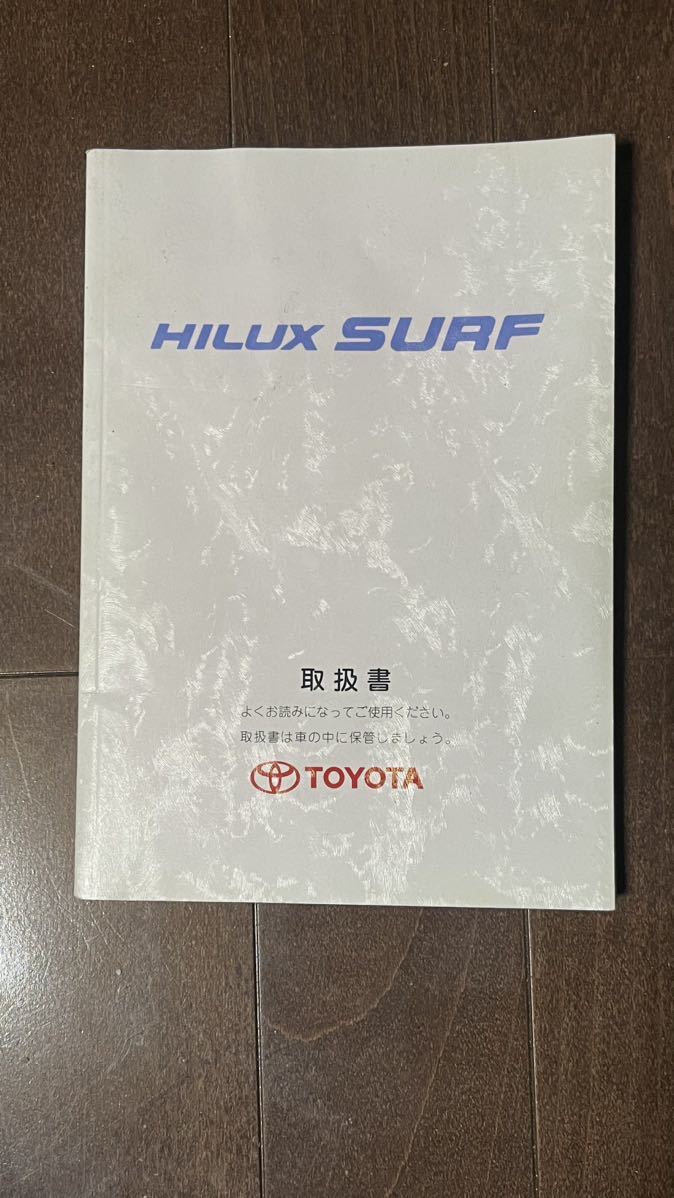 HILUX SURF
取扱書
よくお読みになってご使用ください。
取扱書は車の中に保管しましょう。
TOYOTA